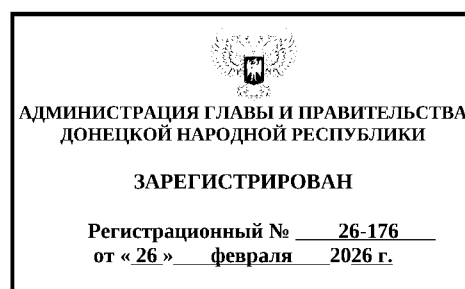 АДМИНИСТРАЦИЯ ГЛАВЫ И ПРАВИТЕЛЬСТВА
ДОНЕЦКОЙ НАРОДНОЙ РЕСПУБЛИКИ
ЗАРЕГИСТРИРОВАН
Регистрационный № 26-176
от « 26 » февраля 2026 г.